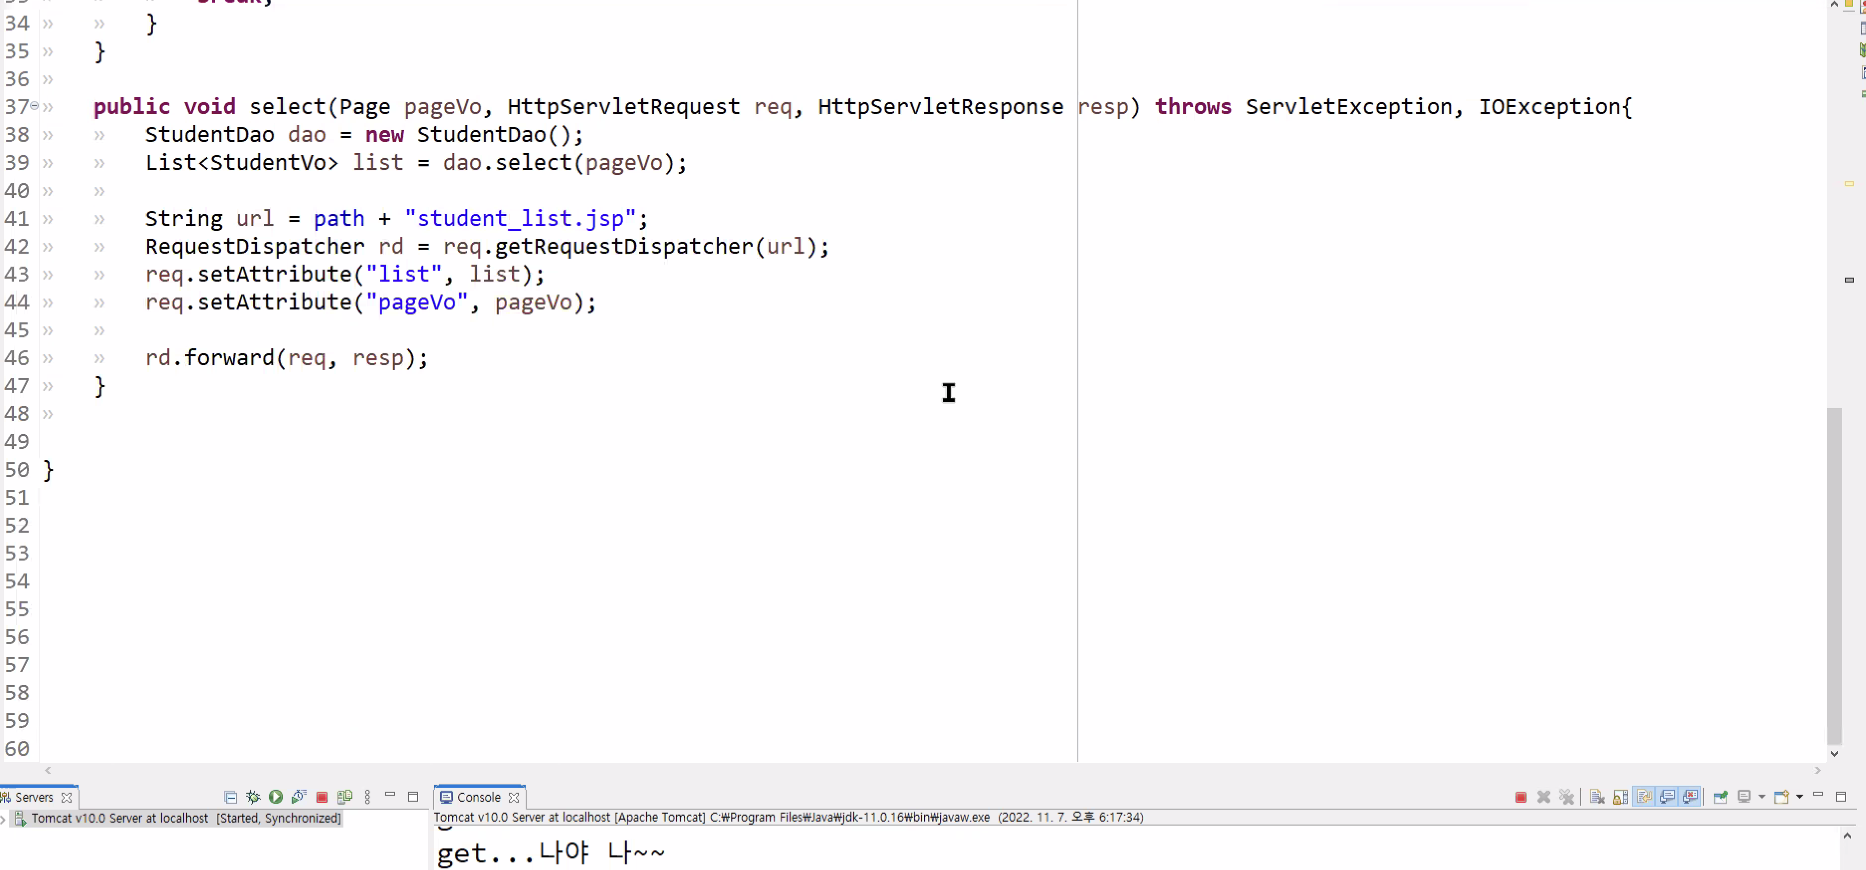 break;
34 }
35 }
36
37 public void select(Page pageVo, HttpServletRequest req, HttpServletResponse resp) throws ServletException, IOException{
38 StudentDao dao = new StudentDao();
39 List<StudentVo> list = dao.select(pageVo);
40
41 String url = path + "student_list.jsp";
42 RequestDispatcher rd = req.getRequestDispatcher(url);
43 req.setAttribute("list", list);
44 req.setAttribute("pageVo", pageVo);
45
46 rd.forward(req, resp);
47 }
48
49
50 }
51
52
53
54
55
56
57
58
59
60
Servers
Console
Tomcat v10.0 Server at localhost [Started, Synchronized]
Tomcat v10.0 Server at localhost [Apache Tomcat] C:₩Program Files₩Java₩jdk-11.0.16₩bin₩javaw.exe (2022. 11. 7. 오후 6:17:34)
get...나야 나~~